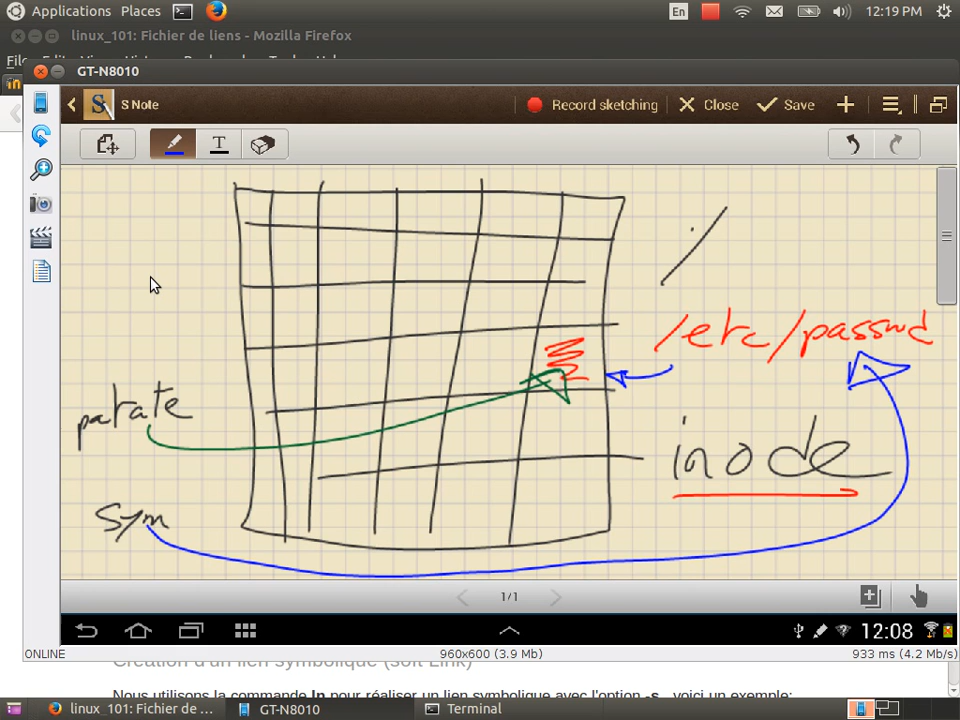 Applications Places En 12:19 PM
linux_101: Fichier de liens - Mozilla Firefox
GT-N8010
S Note Record sketching Close Save
T
/
/etc/passwd
patate
inode
sym
1/1
12:08
ONLINE 960x600 (3.9 Mb) 933 ms (4.2 Mb/s)
Création d'un lien symbolique (soft Link)
Nous utilisons la commande ln pour réaliser un lien symbolique avec l'option -s , voici un exemple:
linux_101: Fichier de ... GT-N8010 Terminal